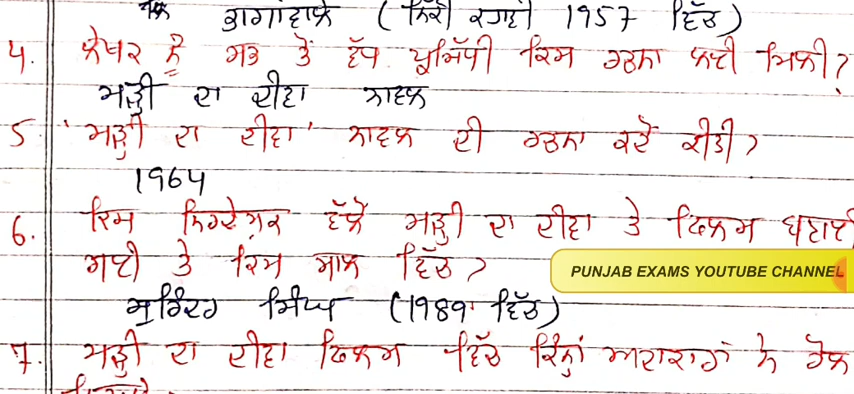 ਭਾਗਾਂਵਾਲੇ (ਨਿੱਕੀ ਕਹਾਣੀ 1957 ਵਿੱਚ)
4. ਲੇਖਕ ਨੂੰ ਸਭ ਤੋਂ ਵੱਧ ਪ੍ਰਸਿੱਧੀ ਕਿਸ ਰਚਨਾ ਲਈ ਮਿਲੀ?
ਮੜ੍ਹੀ ਦਾ ਦੀਵਾ ਨਾਵਲ
5. 'ਮੜ੍ਹੀ ਦਾ ਦੀਵਾ' ਨਾਵਲ ਦੀ ਰਚਨਾ ਕਦੋਂ ਕੀਤੀ?
1964
6. ਕਿਸ ਨਿਰਦੇਸ਼ਕ ਵੱਲੋਂ ਮੜ੍ਹੀ ਦਾ ਦੀਵਾ ਤੇ ਫਿਲਮ ਬਣਾਈ
ਗਈ ਤੇ ਕਿਸ ਸਾਲ ਵਿੱਚ?
PUNJAB EXAMS YOUTUBE CHANNEL
ਸੁਰਿੰਦਰ ਸਿੰਘ (1989 ਵਿੱਚ)
7. ਮੜ੍ਹੀ ਦਾ ਦੀਵਾ ਫਿਲਮ ਵਿੱਚ ਕਿੰਨ੍ਹਾਂ ਅਦਾਕਾਰਾਂ ਨੇ ਰੋਲ